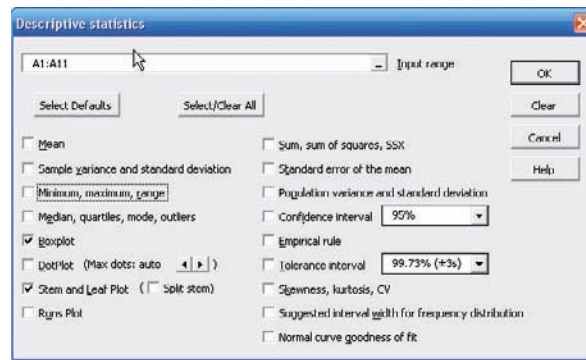 Descriptive statistics
A1:A11
Input range
OK
Select Defaults
Select/Clear All
Clear
Cancel
Help
Mean
Sample variance and standard deviation
Minimum, maximum, range
Median, quartiles, mode, outliers
Boxplot
DotPlot (Max dots: auto )
Stem and Leaf Plot ( Split stem)
Runs Plot
Sum, sum of squares, SSX
Standard error of the mean
Population variance and standard deviation
Confidence interval 95%
Empirical rule
Tolerance interval 99.73% (+3s)
Skewness, kurtosis, CV
Suggested interval width for frequency distribution
Normal curve goodness of fit